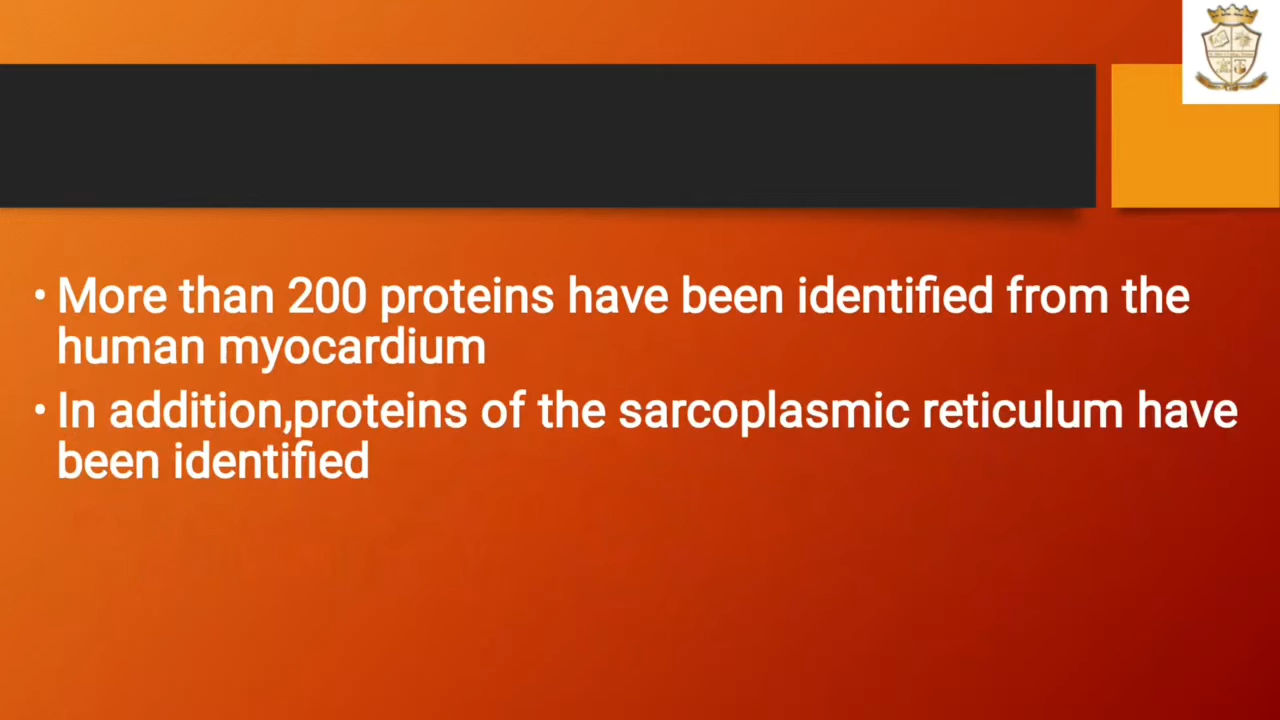 • More than 200 proteins have been identified from the
human myocardium
• In addition,proteins of the sarcoplasmic reticulum have
been identified